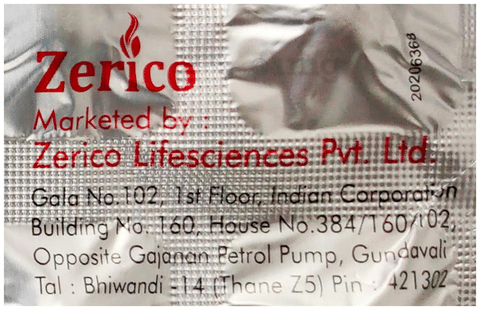 Zerico
20206368
Marketed by :
Zerico Lifesciences Pvt. Ltd.
Gala No.102, 1st Floor, Indian Corporation
Building No. 160, House No.384/160/102,
Opposite Gajanan Petrol Pump, Gundavali
Tal : Bhiwandi -14 (Thane Z5) Pin : 421302